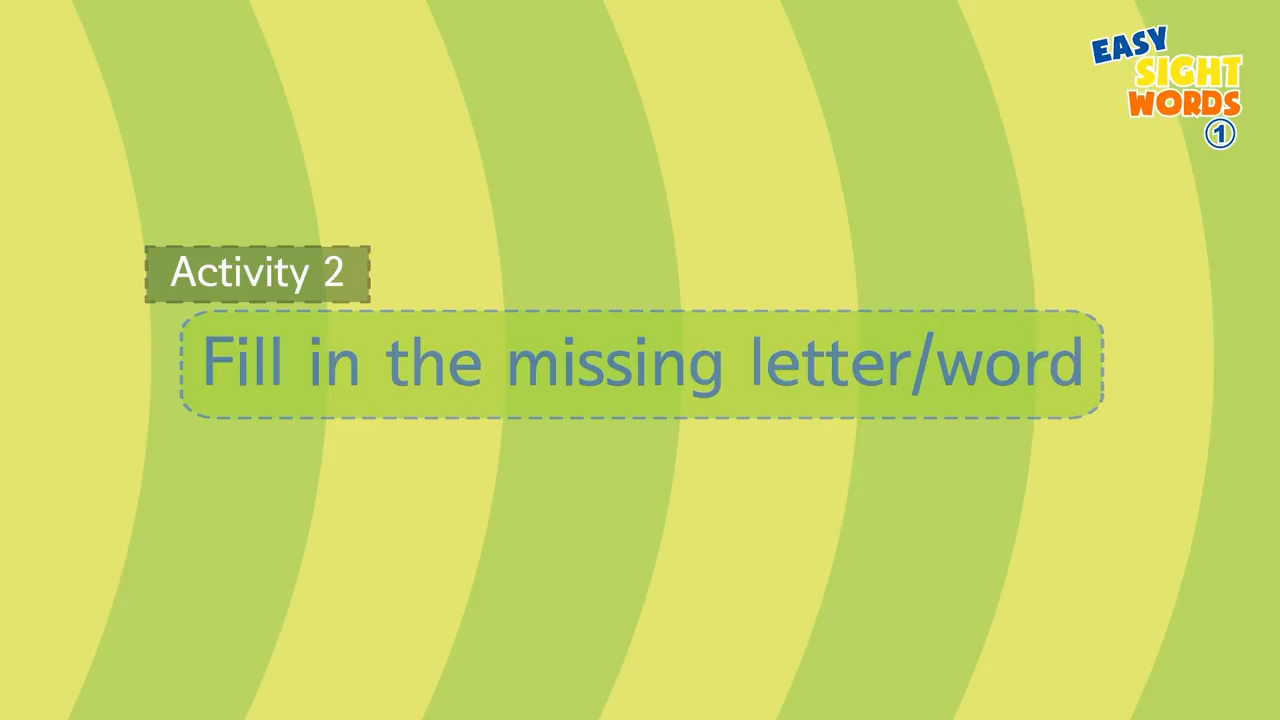 EASY
SIGHT
WORDS
①
Activity 2
Fill in the missing letter/word